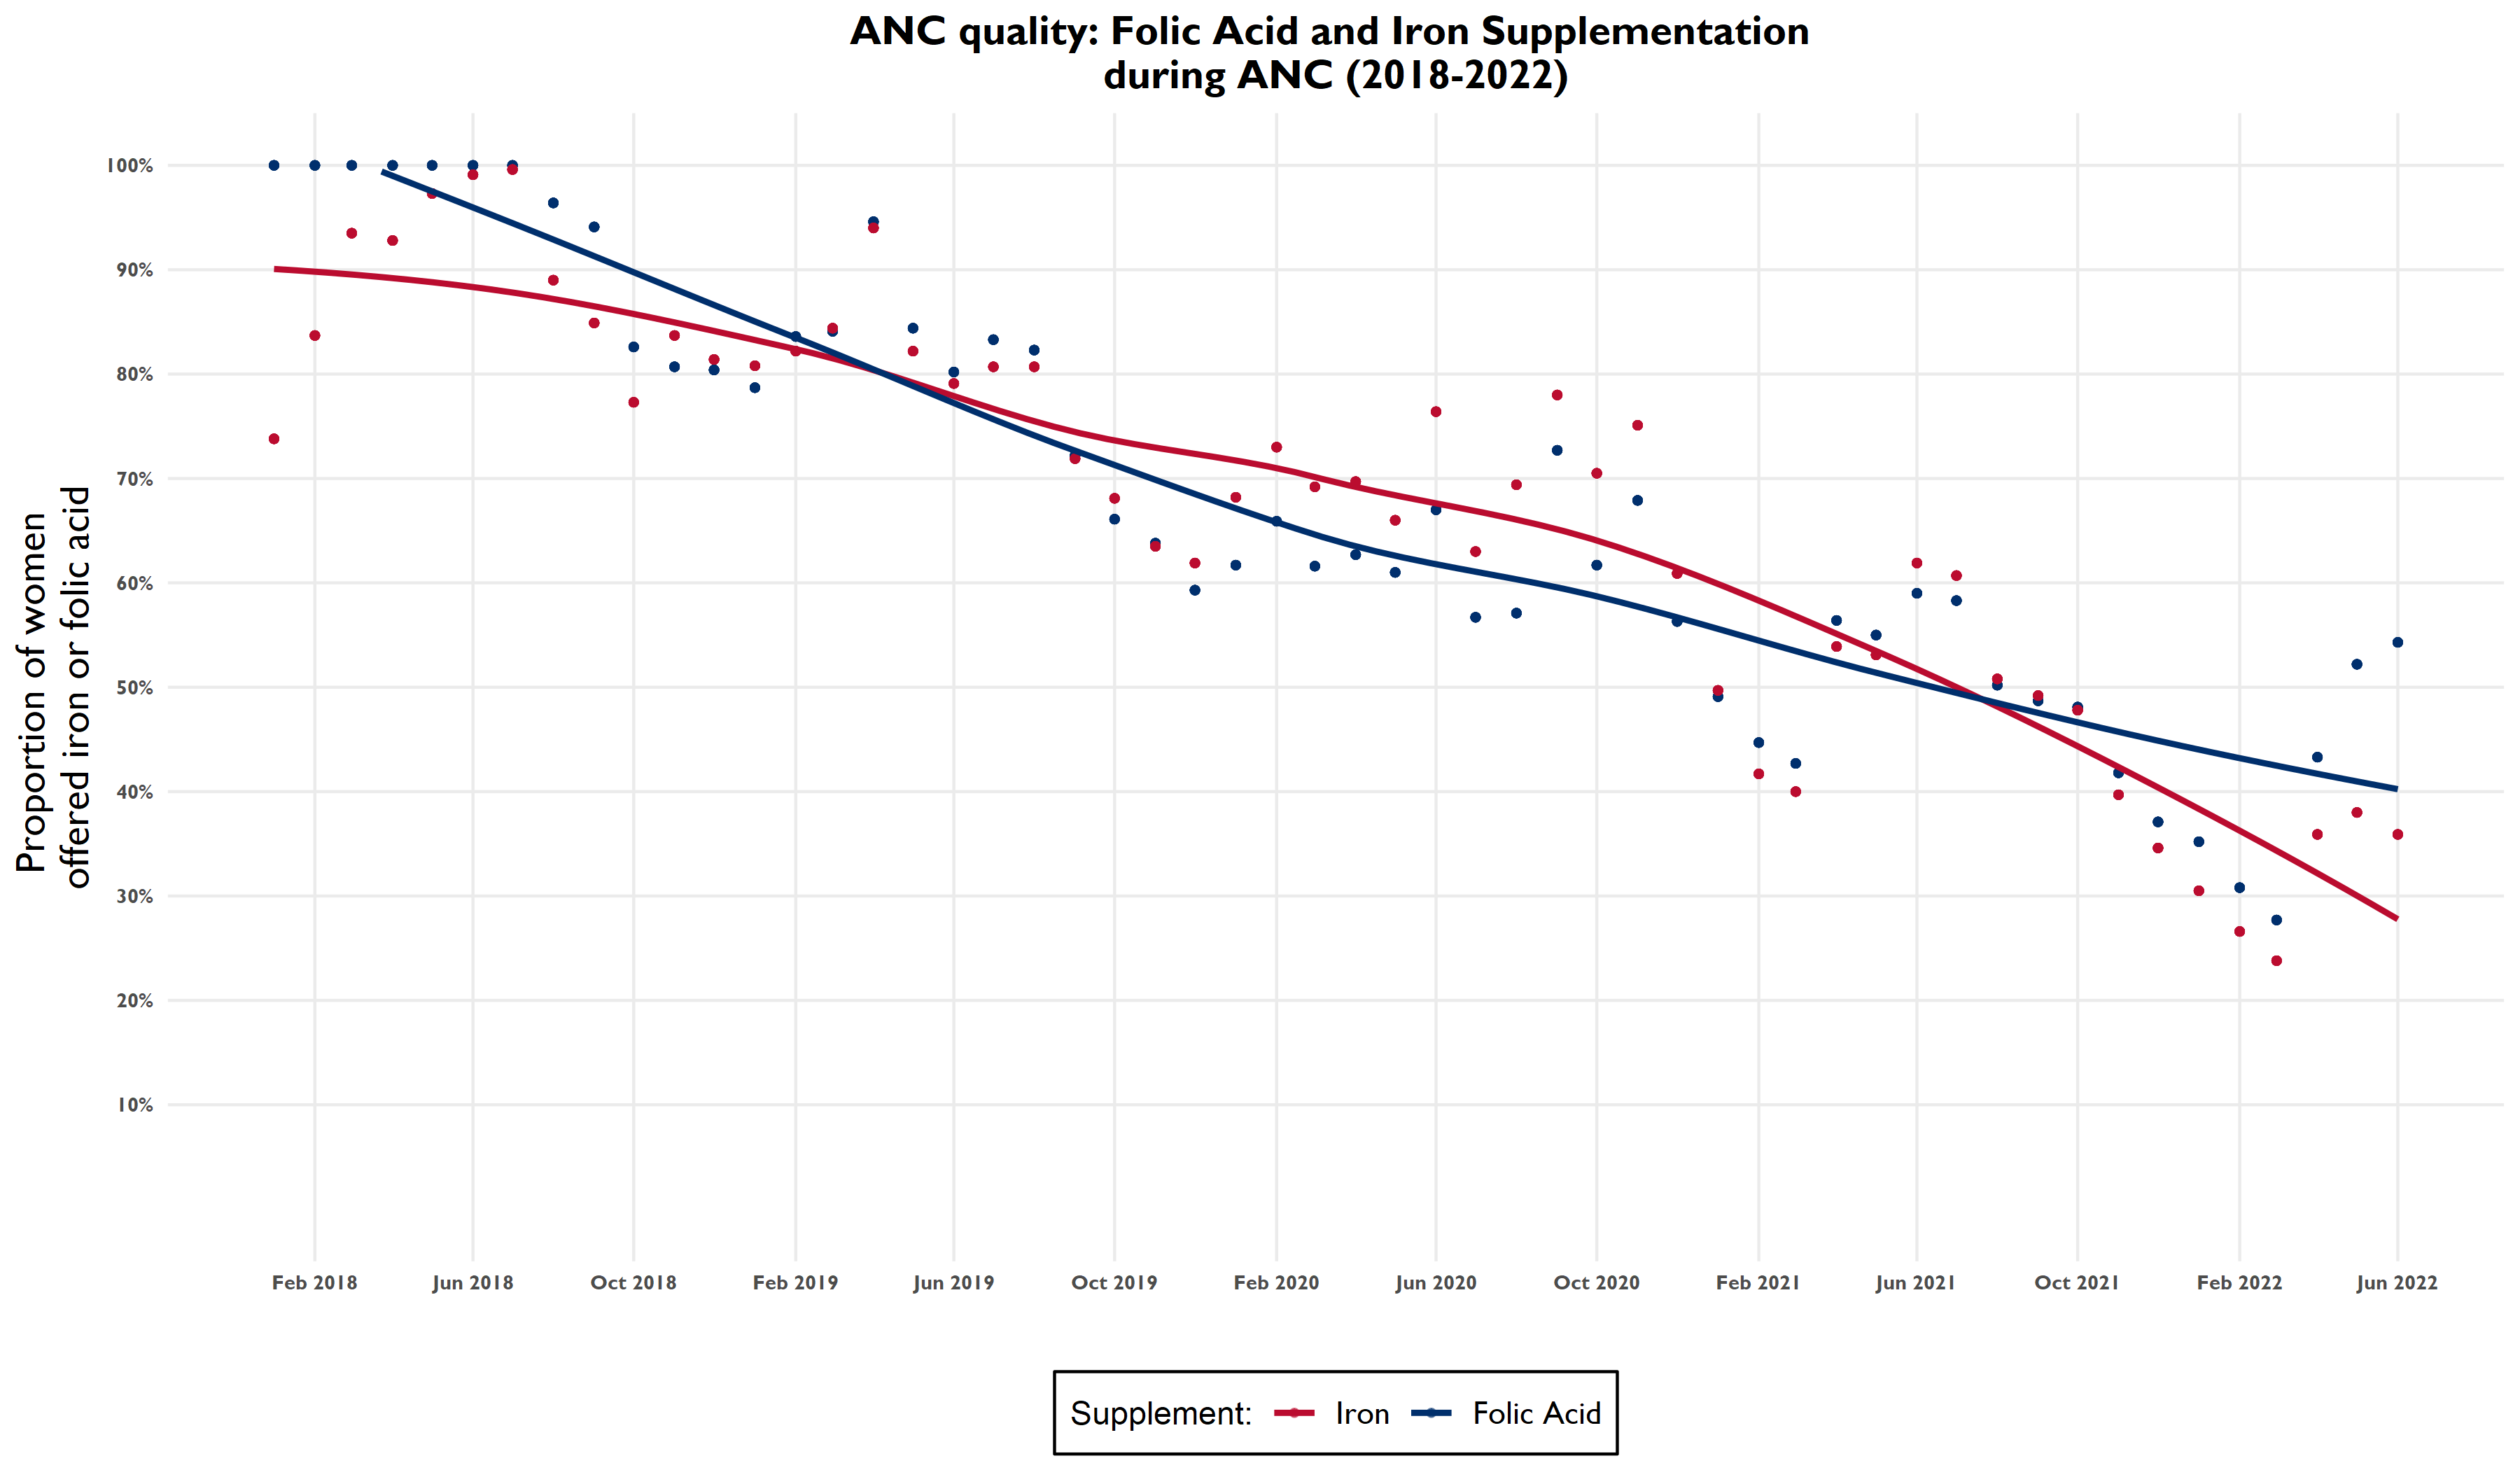 ANC quality: Folic Acid and Iron Supplementation
during ANC (2018-2022)
Proportion of women
offered iron or folic acid
100%
90%
80%
70%
60%
50%
40%
30%
20%
10%
Feb 2018 Jun 2018 Oct 2018 Feb 2019 Jun 2019 Oct 2019 Feb 2020 Jun 2020 Oct 2020 Feb 2021 Jun 2021 Oct 2021 Feb 2022 Jun 2022
Supplement: Iron Folic Acid